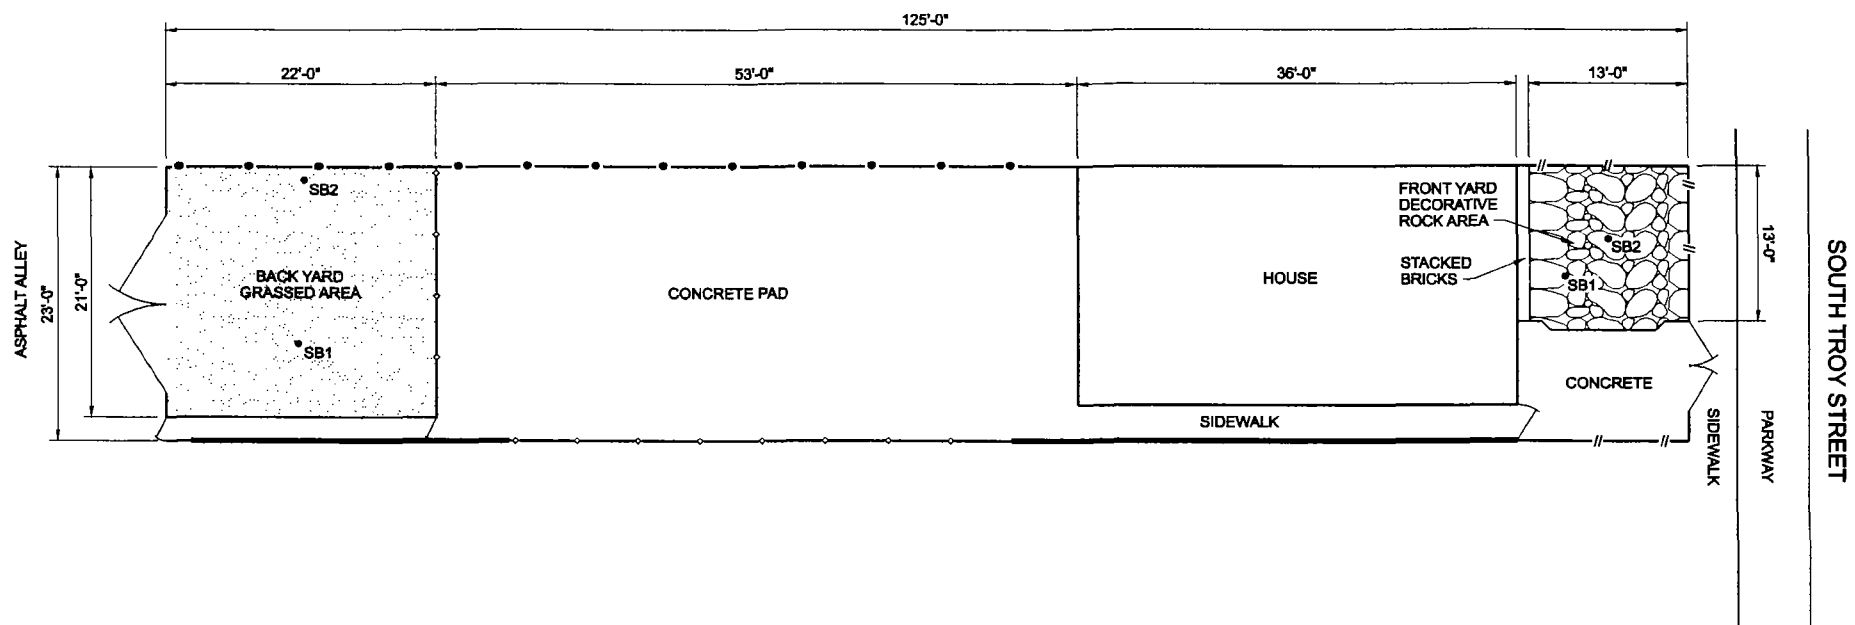 125'-0"
22'-0"
53'-0"
36'-0"
13'-0"
SB2
FRONT YARD
DECORATIVE
ROCK AREA
SB2
13'-0"
ASPHALT ALLEY
23'-0"
21'-0"
BACK YARD
GRASSED AREA
CONCRETE PAD
HOUSE
STACKED
BRICKS
SB1
SB1
CONCRETE
SIDEWALK
SIDEWALK
PARKWAY
SOUTH TROY STREET